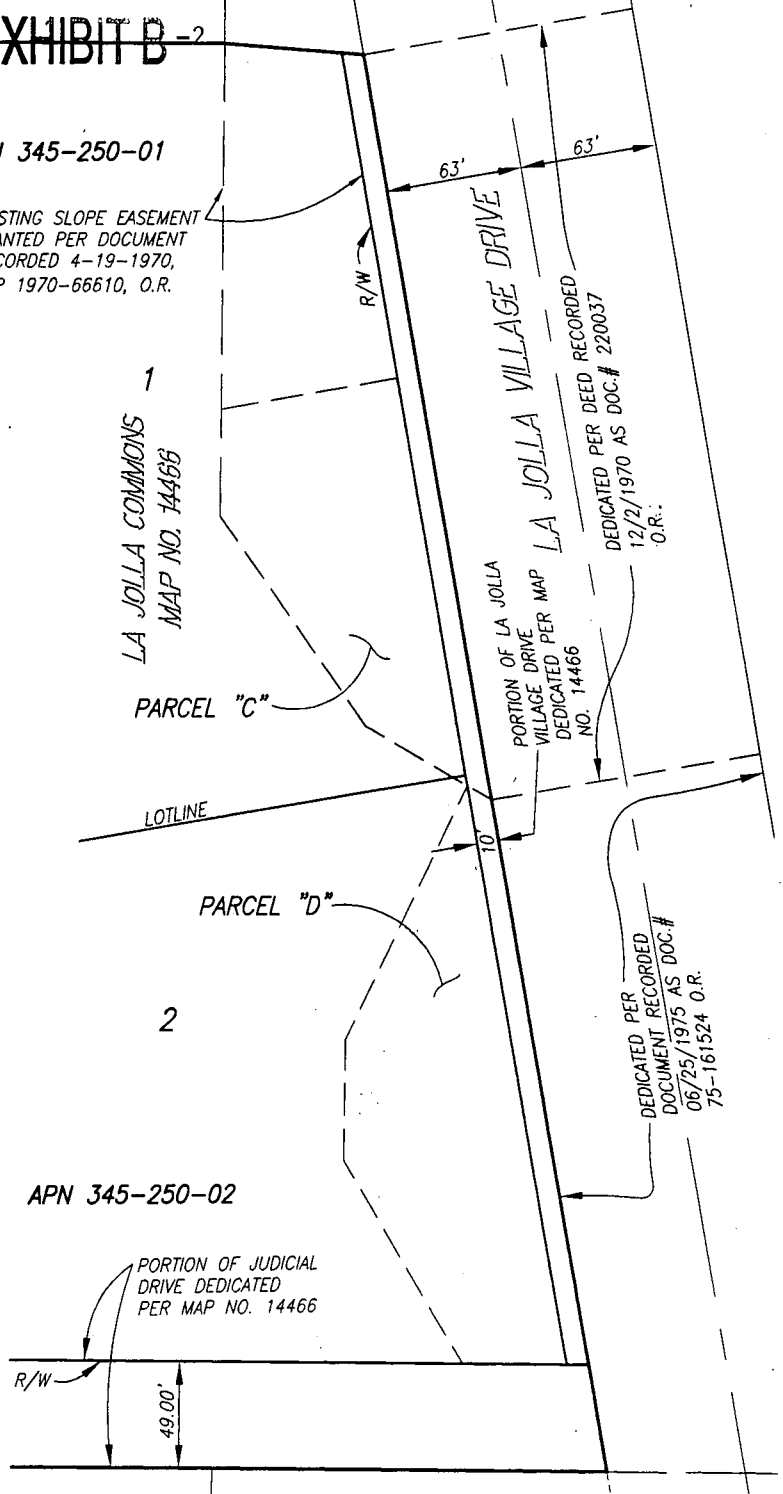 XHIBIT B-2
345-250-01
STING SLOPE EASEMENT
ANTED PER DOCUMENT
CORDED 4-19-1970,
P 1970-66610, O.R.
1
LA JOLLA COMMONS
MAP NO. 14466
63'
63'
R/W
LA JOLLA VILLAGE DRIVE
DEDICATED PER DEED RECORDED
12/2/1970 AS DOC.# 220037
O.R.
PORTION OF LA JOLLA
VILLAGE DRIVE
DEDICATED PER MAP
NO. 14466
PARCEL "C"
LOTLINE
10'
PARCEL "D"
2
DEDICATED PER
DOCUMENT RECORDED
06/25/1975 AS DOC.#
75-161524 O.R.
APN 345-250-02
PORTION OF JUDICIAL
DRIVE DEDICATED
PER MAP NO. 14466
R/W
49.00'